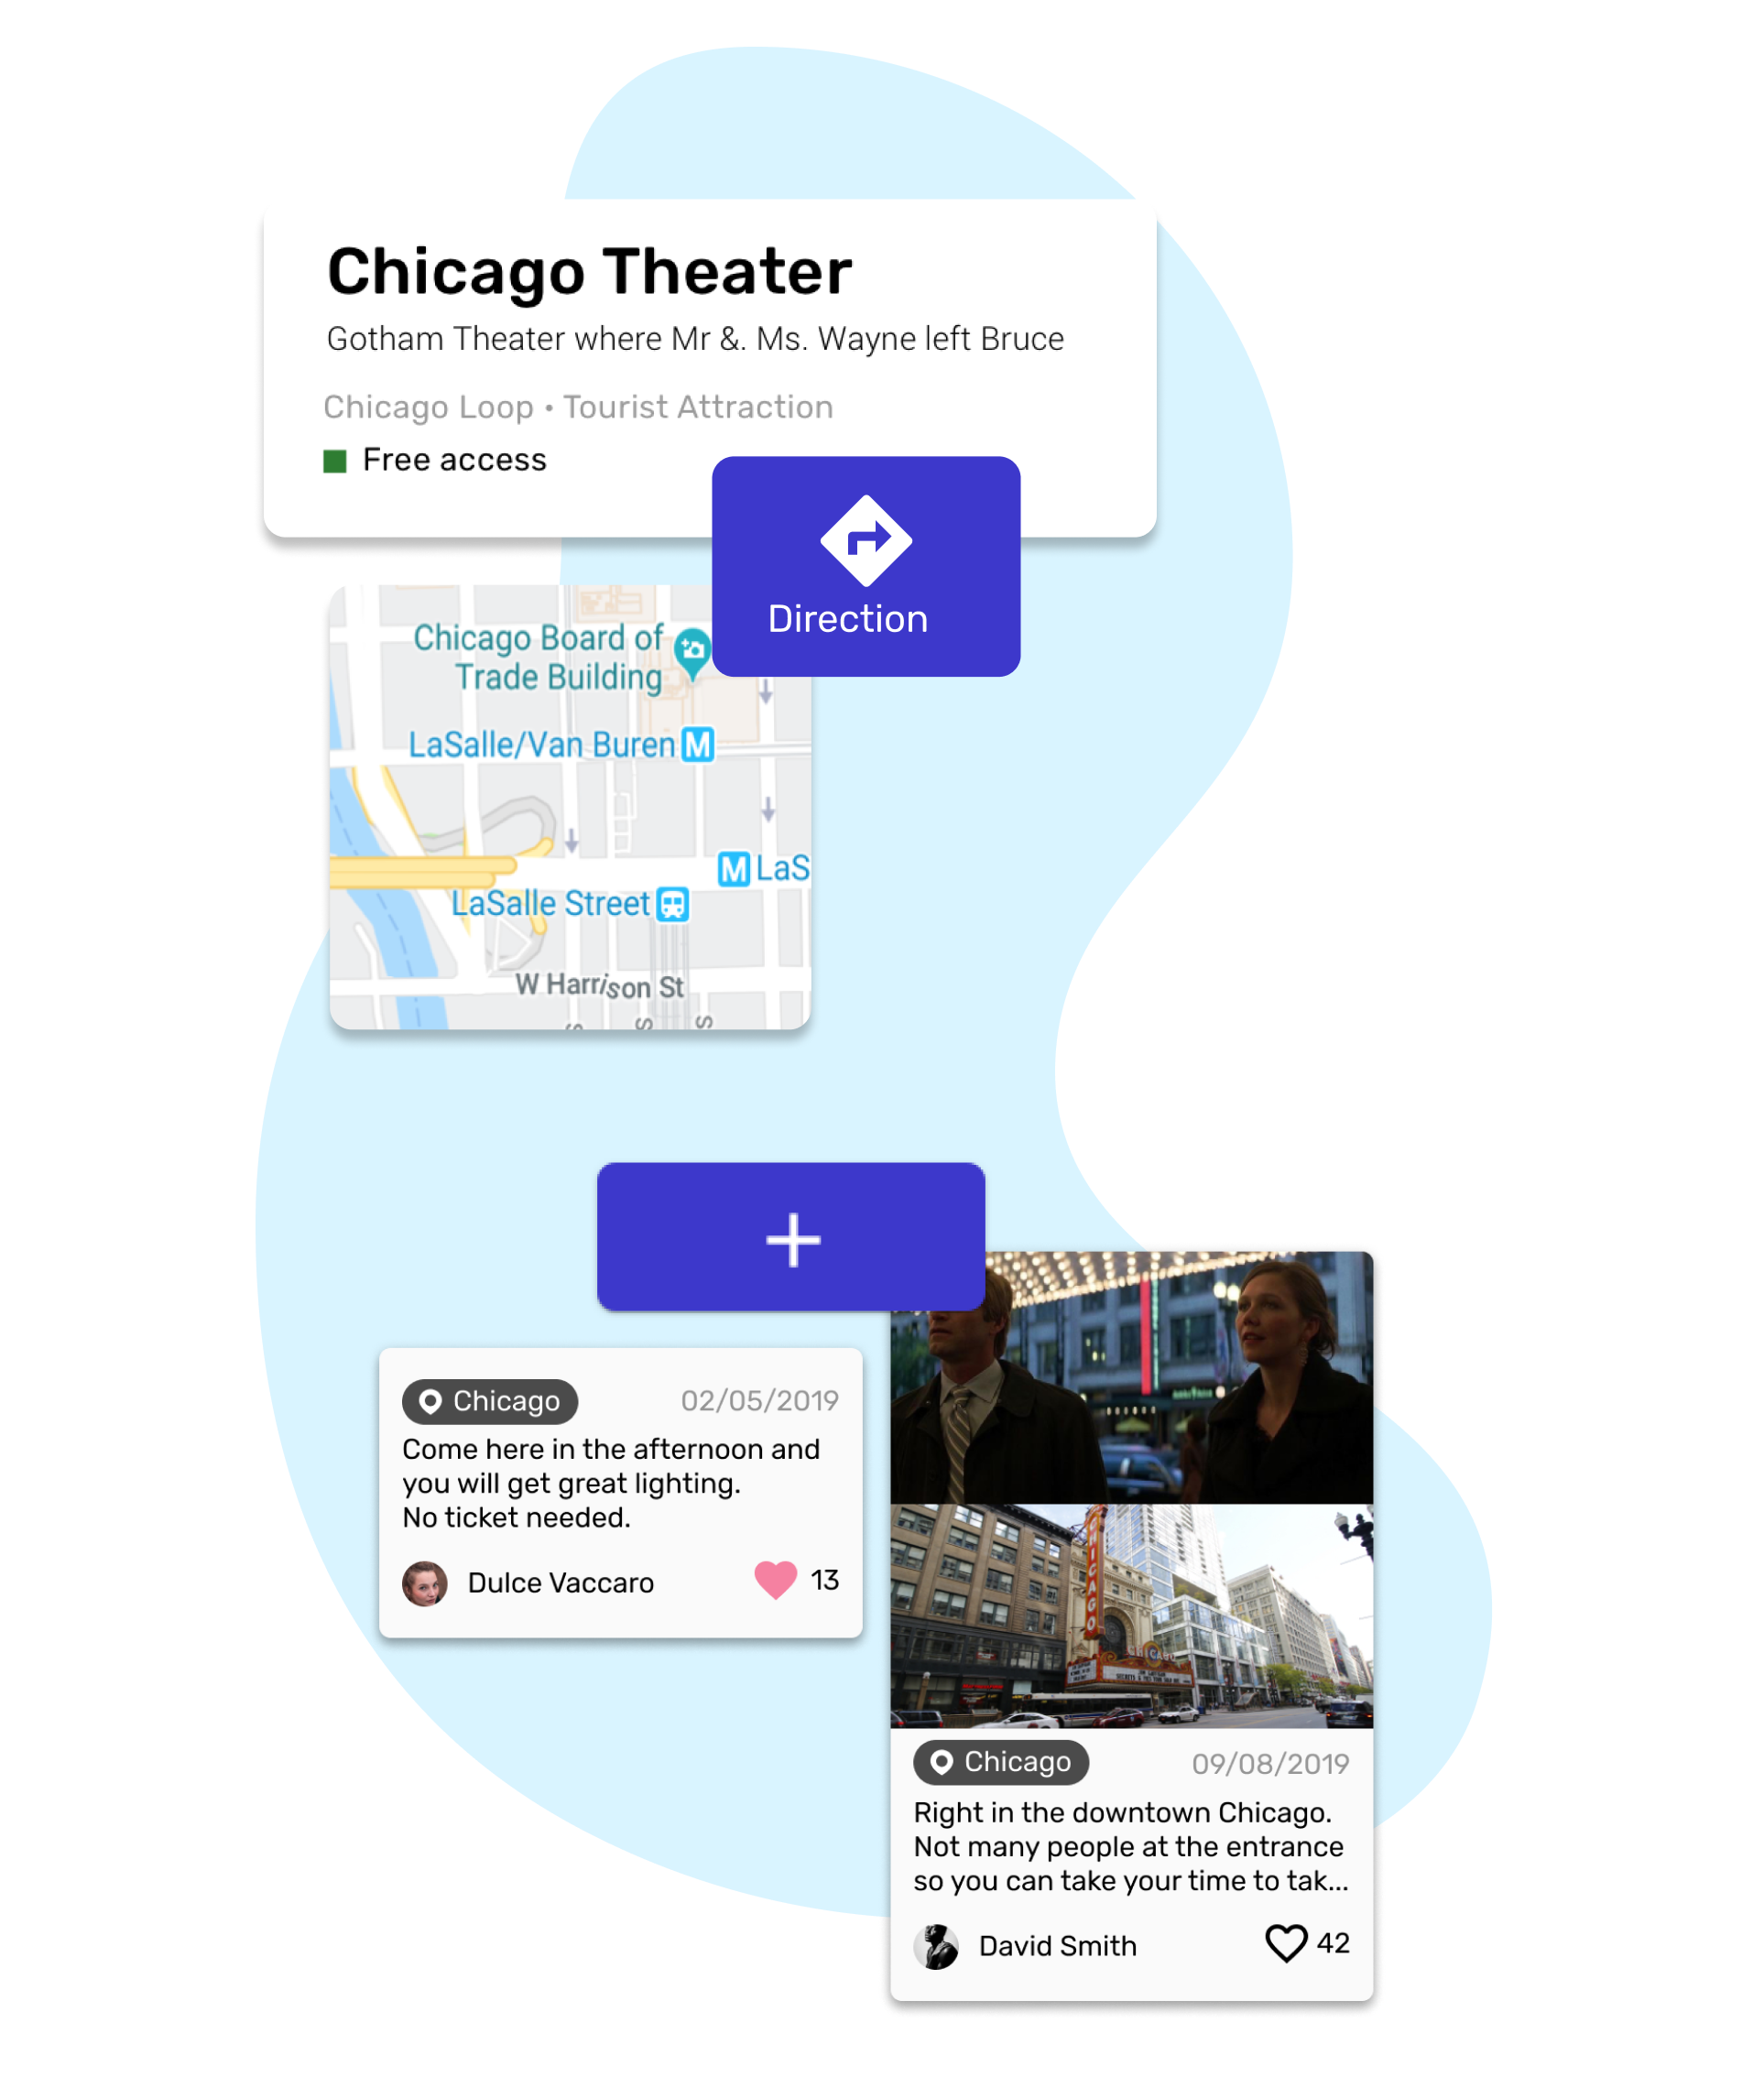 Chicago Theater
Gotham Theater where Mr &. Ms. Wayne left Bruce
Chicago Loop • Tourist Attraction
Free access
Direction
Chicago Board of
Trade Building
LaSalle/Van Buren M
M LaS
LaSalle Street
W Harrison St
S
S
S
+
Chicago
02/05/2019
Come here in the afternoon and
you will get great lighting.
No ticket needed.
Dulce Vaccaro
13
CHICAGO
CHICAGO
Chicago
09/08/2019
Right in the downtown Chicago.
Not many people at the entrance
so you can take your time to tak...
David Smith
42